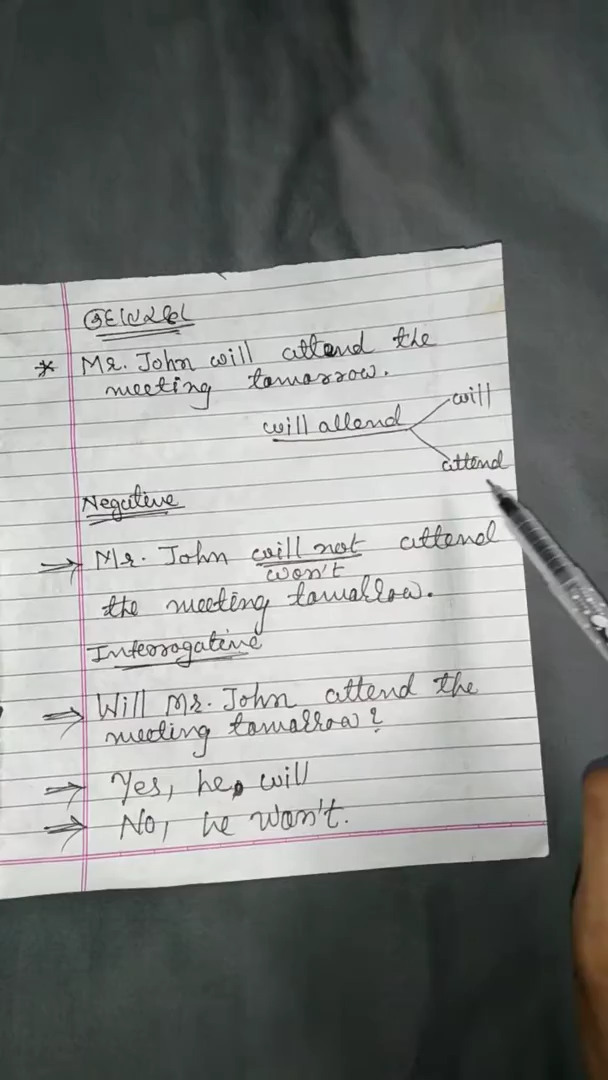 * Mr. John will attend the
meeting tomorrow.
will attend
will
attend
Negative
→ Mr. John will not attend
won't
the meeting tomorrow.
Interrogative
⇒ Will Mr. John attend the
meeting tomorrow?
⇒ Yes, he will
⇒ No, he won't.